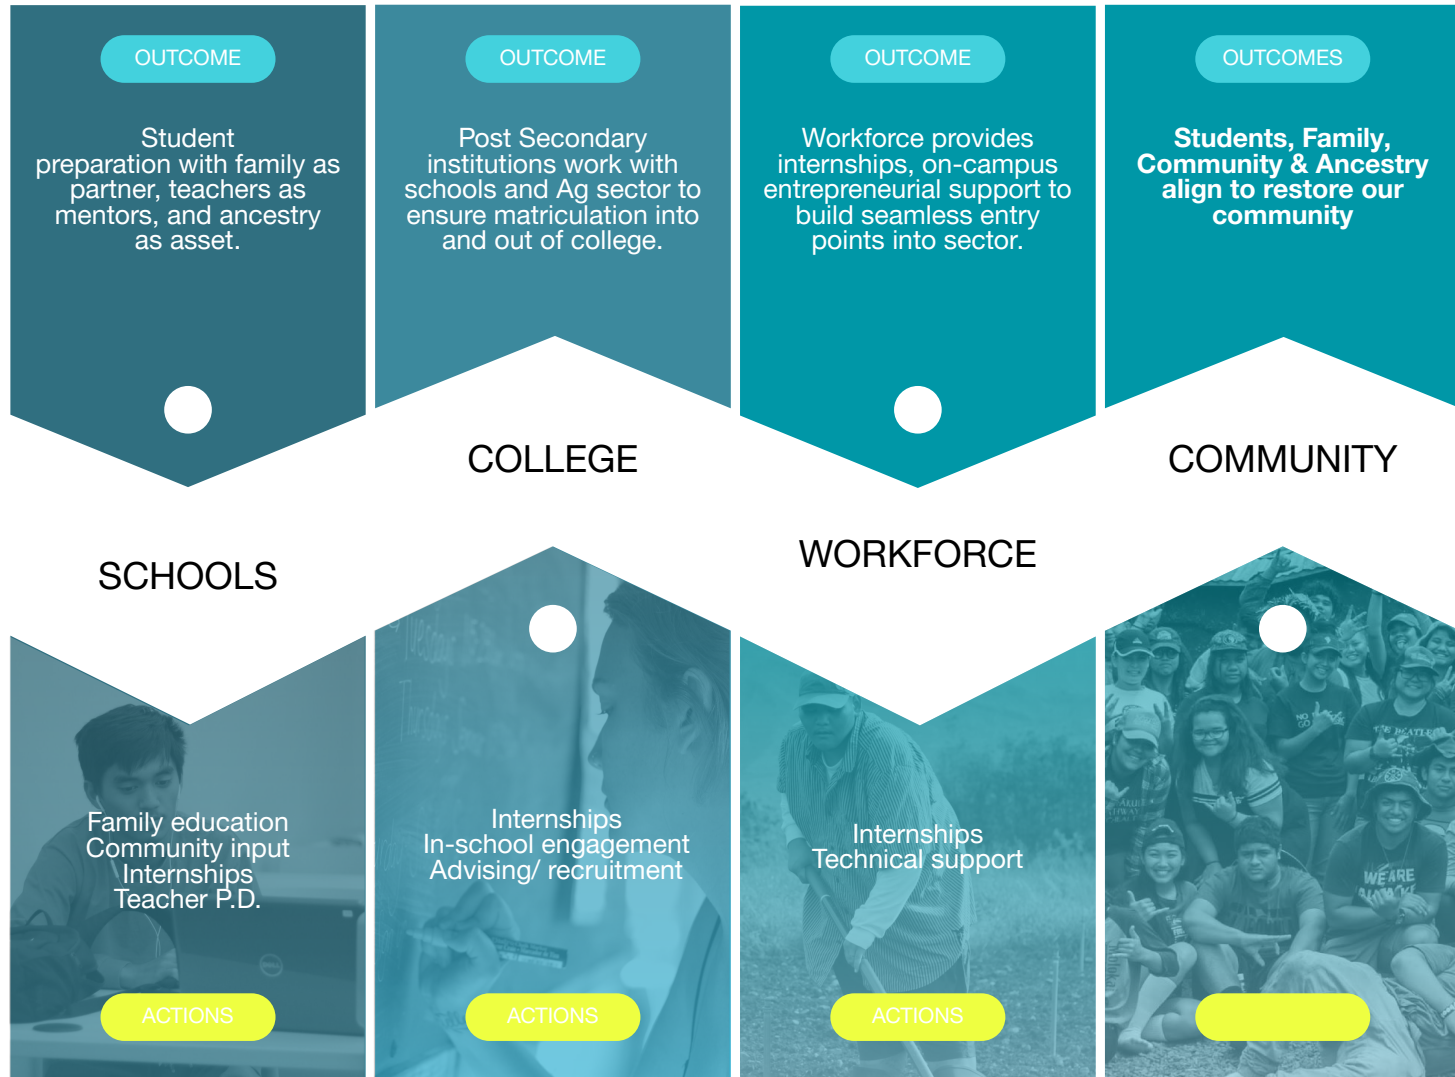 OUTCOME
Student
preparation with family as
partner, teachers as
mentors, and ancestry
as asset.
OUTCOME
Post Secondary
institutions work with
schools and Ag sector to
ensure matriculation into
and out of college.
OUTCOME
Workforce provides
internships, on-campus
entrepreneurial support to
build seamless entry
points into sector.
OUTCOMES
Students, Family,
Community & Ancestry
align to restore our
community
SCHOOLS
COLLEGE
WORKFORCE
COMMUNITY
Family education
Community input
Internships
Teacher P.D.
ACTIONS
Internships
In-school engagement
Advising/ recruitment
ACTIONS
Internships
Technical support
ACTIONS
THE BEATLES
WE ARE